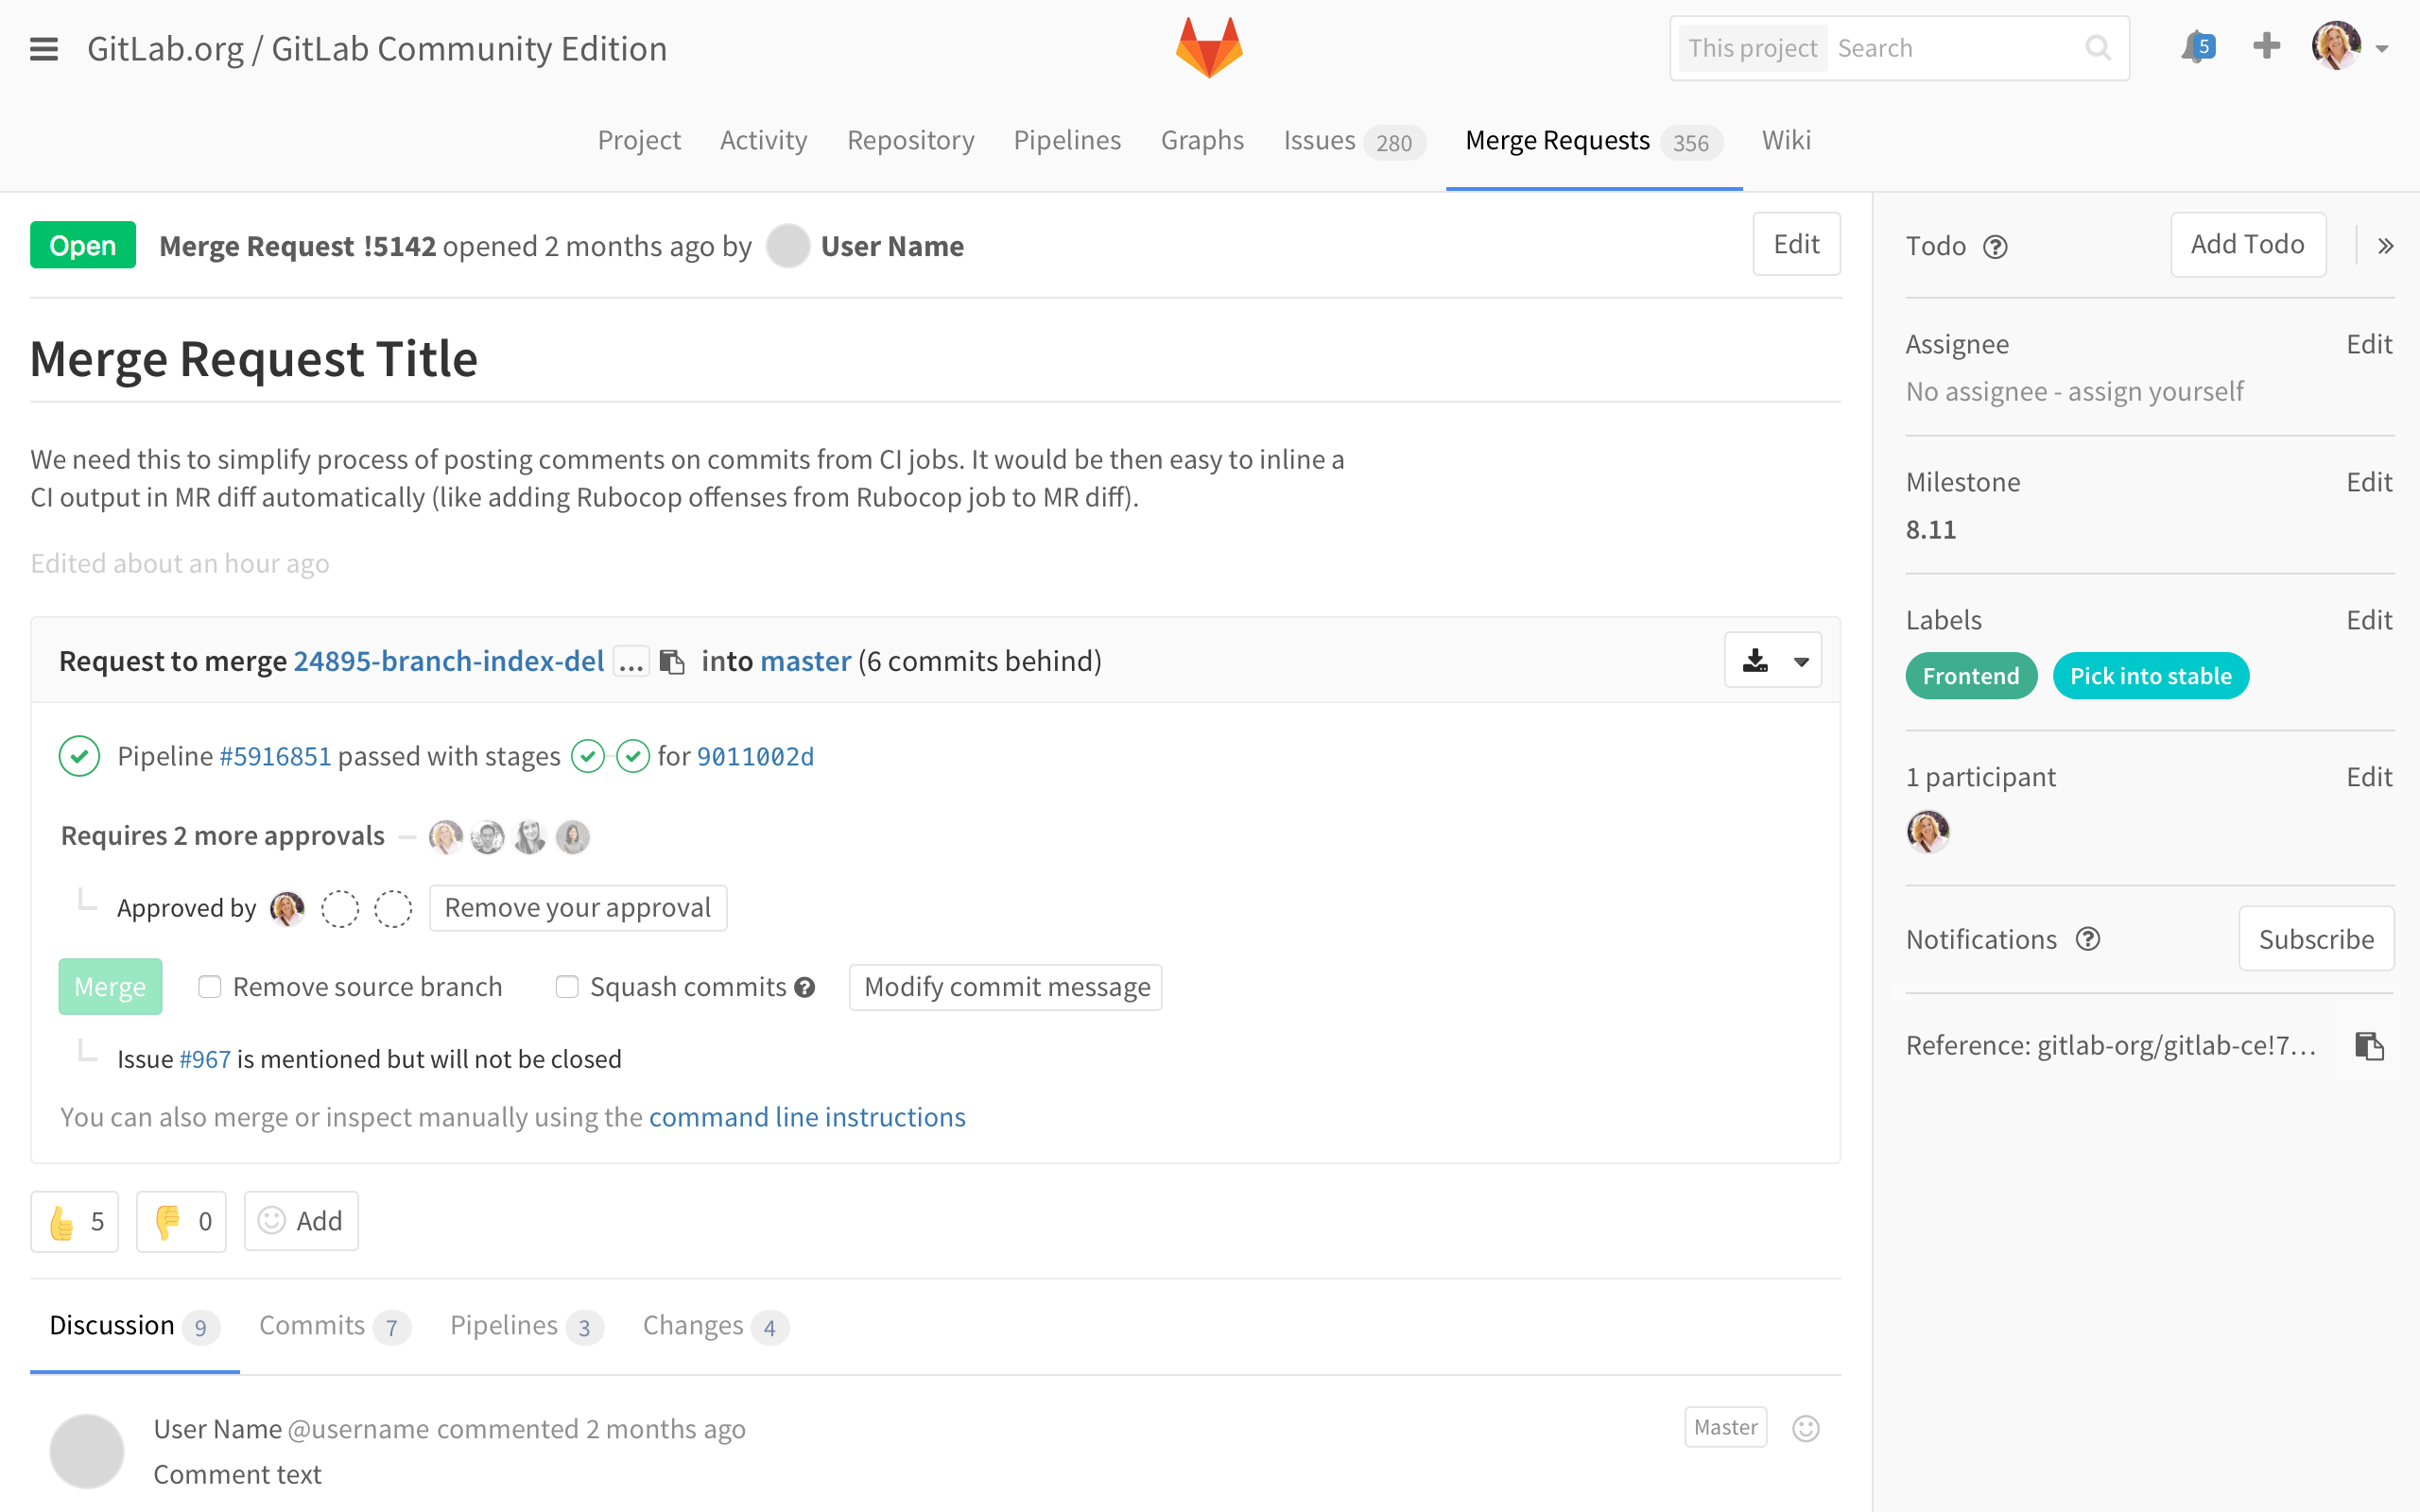 GitLab.org / GitLab Community Edition
This project Search
5
Project Activity Repository Pipelines Graphs Issues 280 Merge Requests 356 Wiki
Open Merge Request !5142 opened 2 months ago by User Name
Edit
Merge Request Title
We need this to simplify process of posting comments on commits from CI jobs. It would be then easy to inline a
CI output in MR diff automatically (like adding Rubocop offenses from Rubocop job to MR diff).
Edited about an hour ago
Request to merge 24895-branch-index-del ... into master (6 commits behind)
Pipeline #5916851 passed with stages for 9011002d
Requires 2 more approvals
Approved by Remove your approval
Merge Remove source branch Squash commits ? Modify commit message
Issue #967 is mentioned but will not be closed
You can also merge or inspect manually using the command line instructions
5 0 Add
Discussion 9 Commits 7 Pipelines 3 Changes 4
User Name @username commented 2 months ago
Master
Comment text
Todo ? Add Todo »
Assignee Edit
No assignee - assign yourself
Milestone Edit
8.11
Labels Edit
Frontend Pick into stable
1 participant Edit
Notifications ? Subscribe
Reference: gitlab-org/gitlab-ce!7...